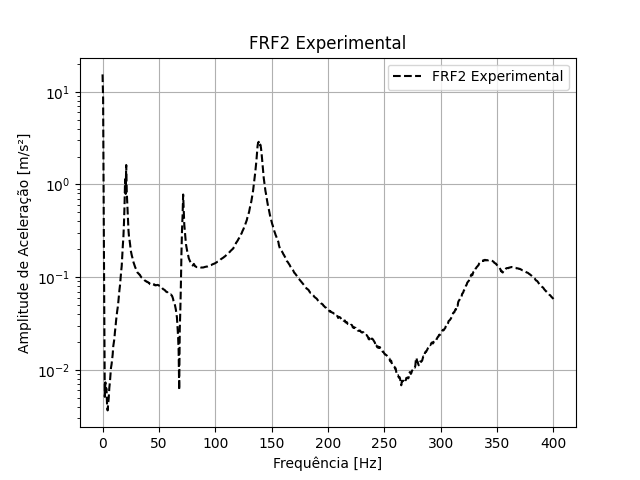 FRF2 Experimental
FRF2 Experimental
Amplitude de Aceleração [m/s²]
10¹
10⁰
10⁻¹
10⁻²
0 50 100 150 200 250 300 350 400
Frequência [Hz]